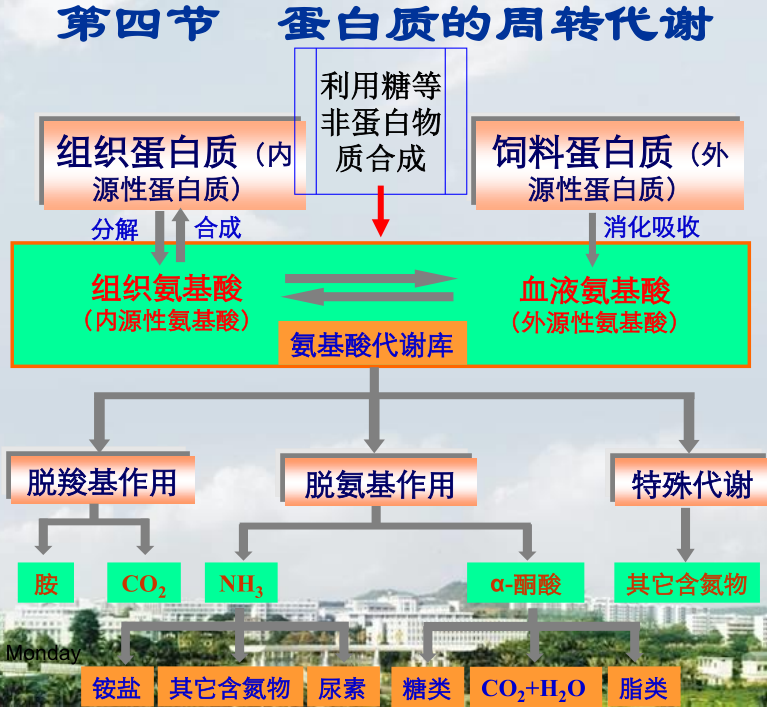 第四节 蛋白质的周转代谢
利用糖等
非蛋白物
质合成
组织蛋白质（内
源性蛋白质）
饲料蛋白质（外
源性蛋白质）
分解
合成
消化吸收
组织氨基酸
（内源性氨基酸）
血液氨基酸
（外源性氨基酸）
氨基酸代谢库
脱羧基作用
脱氨基作用
特殊代谢
胺
CO₂
NH₃
α-酮酸
其它含氮物
Monday
铵盐
其它含氮物
尿素
糖类
CO₂+H₂O
脂类